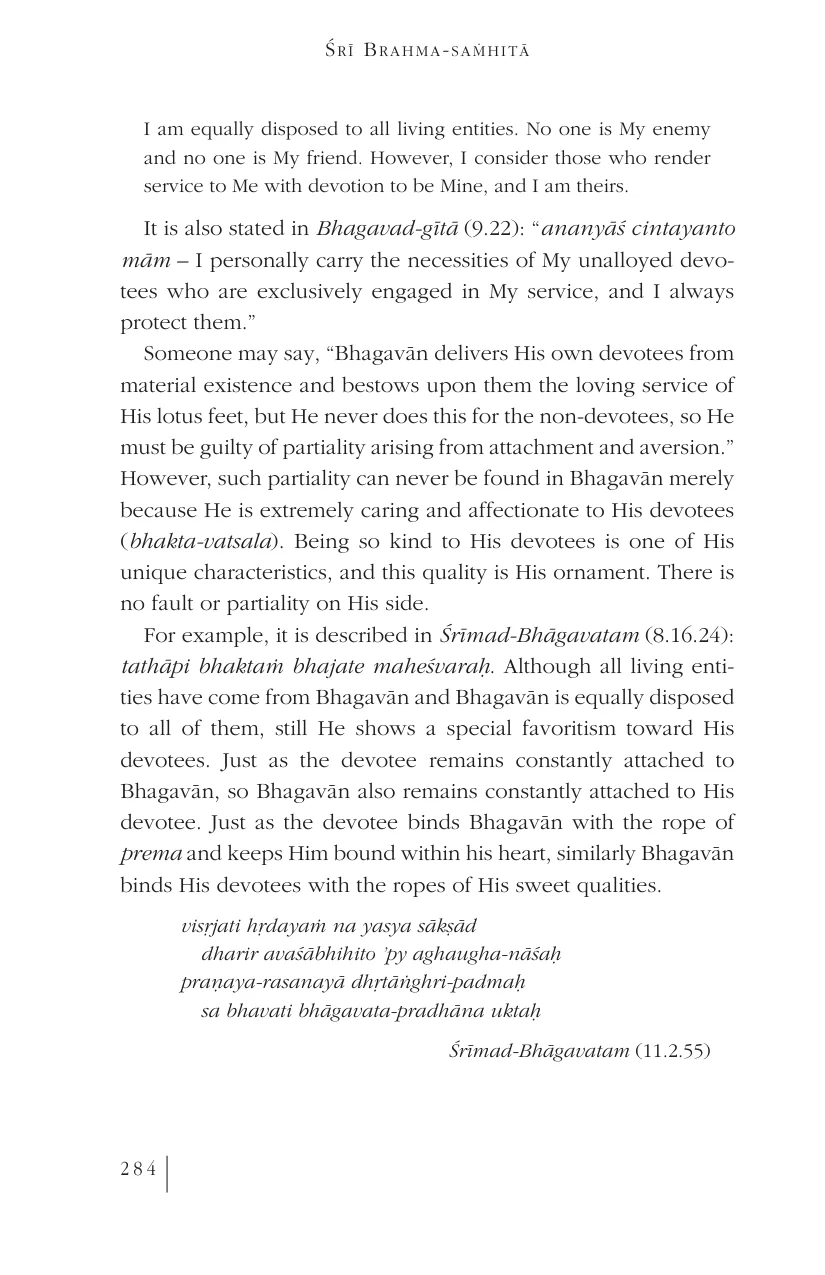 Śrī Brahma-saṁhitā
I am equally disposed to all living entities. No one is My enemy
and no one is My friend. However, I consider those who render
service to Me with devotion to be Mine, and I am theirs.
It is also stated in Bhagavad-gītā (9.22): “ananyāś cintayanto
mām – I personally carry the necessities of My unalloyed devo-
tees who are exclusively engaged in My service, and I always
protect them.”
Someone may say, “Bhagavān delivers His own devotees from
material existence and bestows upon them the loving service of
His lotus feet, but He never does this for the non-devotees, so He
must be guilty of partiality arising from attachment and aversion.”
However, such partiality can never be found in Bhagavān merely
because He is extremely caring and affectionate to His devotees
(bhakta-vatsala). Being so kind to His devotees is one of His
unique characteristics, and this quality is His ornament. There is
no fault or partiality on His side.
For example, it is described in Śrīmad-Bhāgavatam (8.16.24):
tathāpi bhaktaṁ bhajate maheśvaraḥ. Although all living enti-
ties have come from Bhagavān and Bhagavān is equally disposed
to all of them, still He shows a special favoritism toward His
devotees. Just as the devotee remains constantly attached to
Bhagavān, so Bhagavān also remains constantly attached to His
devotee. Just as the devotee binds Bhagavān with the rope of
prema and keeps Him bound within his heart, similarly Bhagavān
binds His devotees with the ropes of His sweet qualities.
visṛjati hṛdayaṁ na yasya sākṣād
dharir avaśābhihito ’py aghaugha-nāśaḥ
praṇaya-rasanayā dhṛtāṅghri-padmaḥ
sa bhavati bhāgavata-pradhāna uktaḥ
Śrīmad-Bhāgavatam (11.2.55)
284